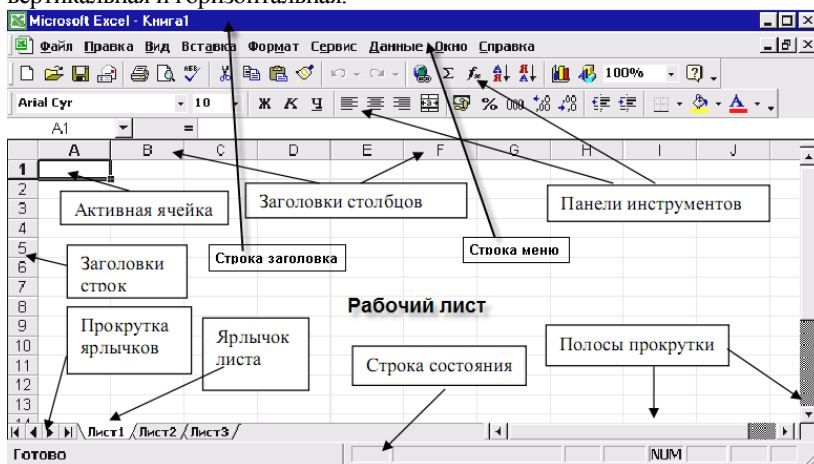 вертикальная и горизонтальная.
Microsoft Excel - Книга1
Файл Правка Вид Вставка Формат Сервис Данные Окно Справка
100%
Arial Cyr 10 Ж К Ч % 000
A1 =
A B C D E F G H I J
1
2
3
4
5
6
7
8
9
10
11
12
13
14
Активная ячейка
Заголовки столбцов
Панели инструментов
Заголовки строк
Строка заголовка
Строка меню
Рабочий лист
Прокрутка ярлычков
Ярлычок листа
Строка состояния
Полосы прокрутки
Лист1 Лист2 Лист3
Готово NUM